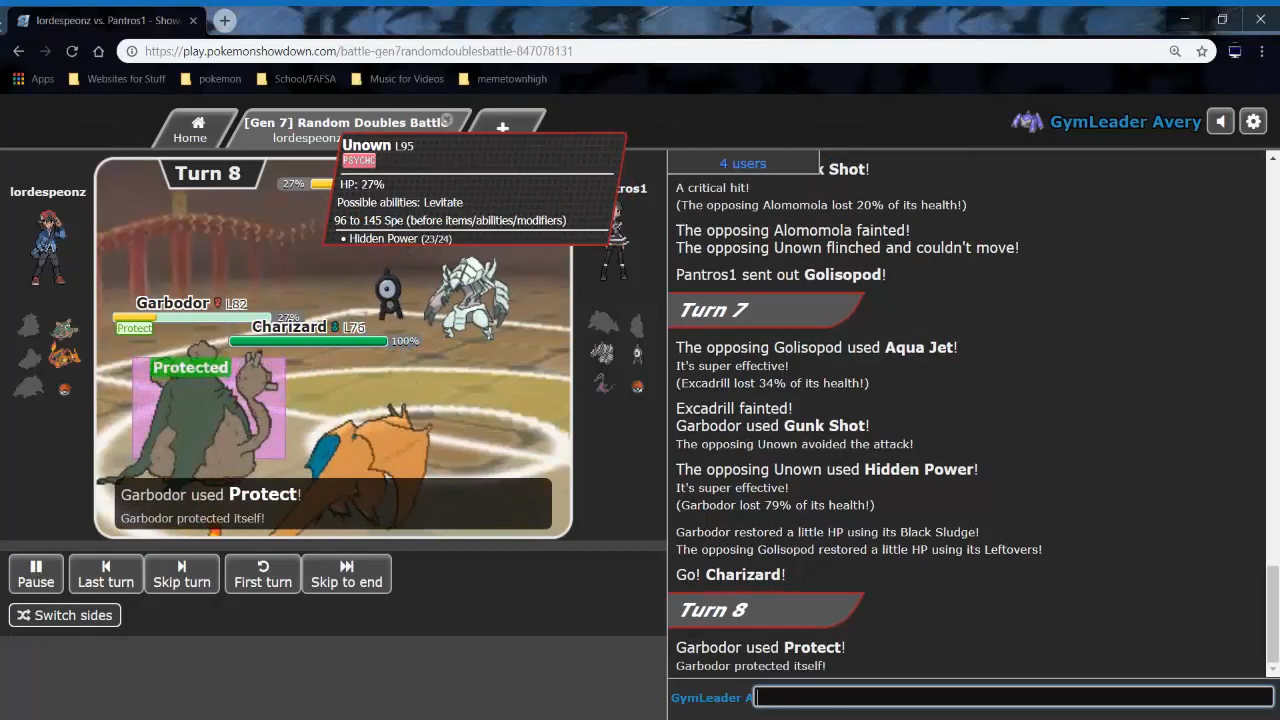 lordespeonz vs. Pantros1 - Show
https://play.pokemonshowdown.com/battle-gen7randomdoublesbattle-847078131
Apps
Websites for Stuff
pokemon
School/FAFSA
Music for Videos
memetownhigh
Home
[Gen 7] Random Doubles Battle
lordespeonz
GymLeader Avery
Turn 8
lordespeonz
27%
Unown L95
PSYCHC
HP: 27%
Possible abilities: Levitate
96 to 145 Spe (before items/abilities/modifiers)
• Hidden Power (23/24)
tros1
Garbodor L82
27%
Protect
Charizard L76
100%
Protected
Garbodor used Protect!
Garbodor protected itself!
Pause
Last turn
Skip turn
First turn
Skip to end
Switch sides
4 users
k Shot!
A critical hit!
(The opposing Alomomola lost 20% of its health!)
The opposing Alomomola fainted!
The opposing Unown flinched and couldn't move!
Pantros1 sent out Golisopod!
Turn 7
The opposing Golisopod used Aqua Jet!
It's super effective!
(Excadrill lost 34% of its health!)
Excadrill fainted!
Garbodor used Gunk Shot!
The opposing Unown avoided the attack!
The opposing Unown used Hidden Power!
It's super effective!
(Garbodor lost 79% of its health!)
Garbodor restored a little HP using its Black Sludge!
The opposing Golisopod restored a little HP using its Leftovers!
Go! Charizard!
Turn 8
Garbodor used Protect!
Garbodor protected itself!
GymLeader A